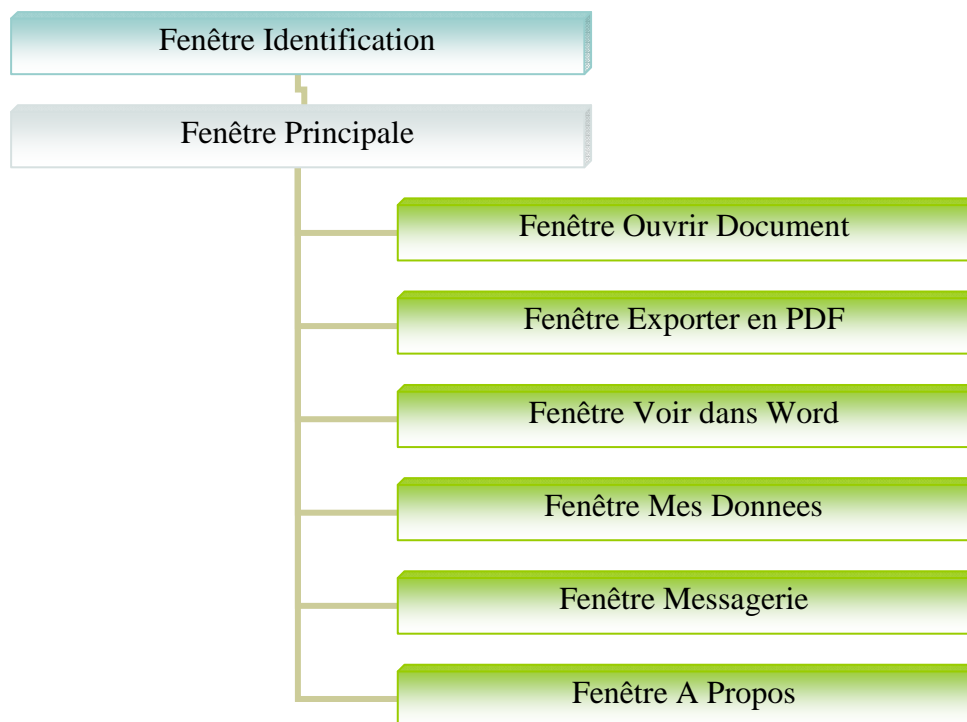 Fenêtre Identification
Fenêtre Principale
Fenêtre Ouvrir Document
Fenêtre Exporter en PDF
Fenêtre Voir dans Word
Fenêtre Mes Donnees
Fenêtre Messagerie
Fenêtre A Propos